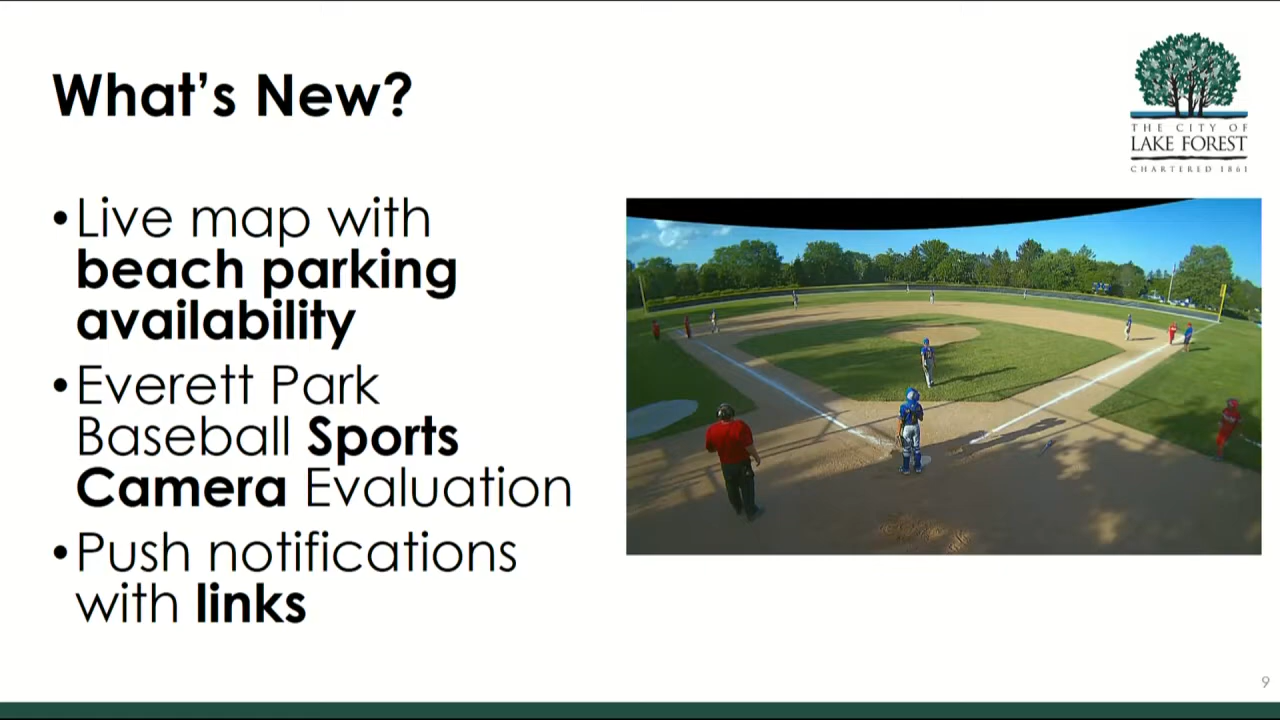 What's New?
THE CITY OF
LAKE FOREST
CHARTERED 1861
•Live map with
beach parking
availability
•Everett Park
Baseball Sports
Camera Evaluation
•Push notifications
with links
9